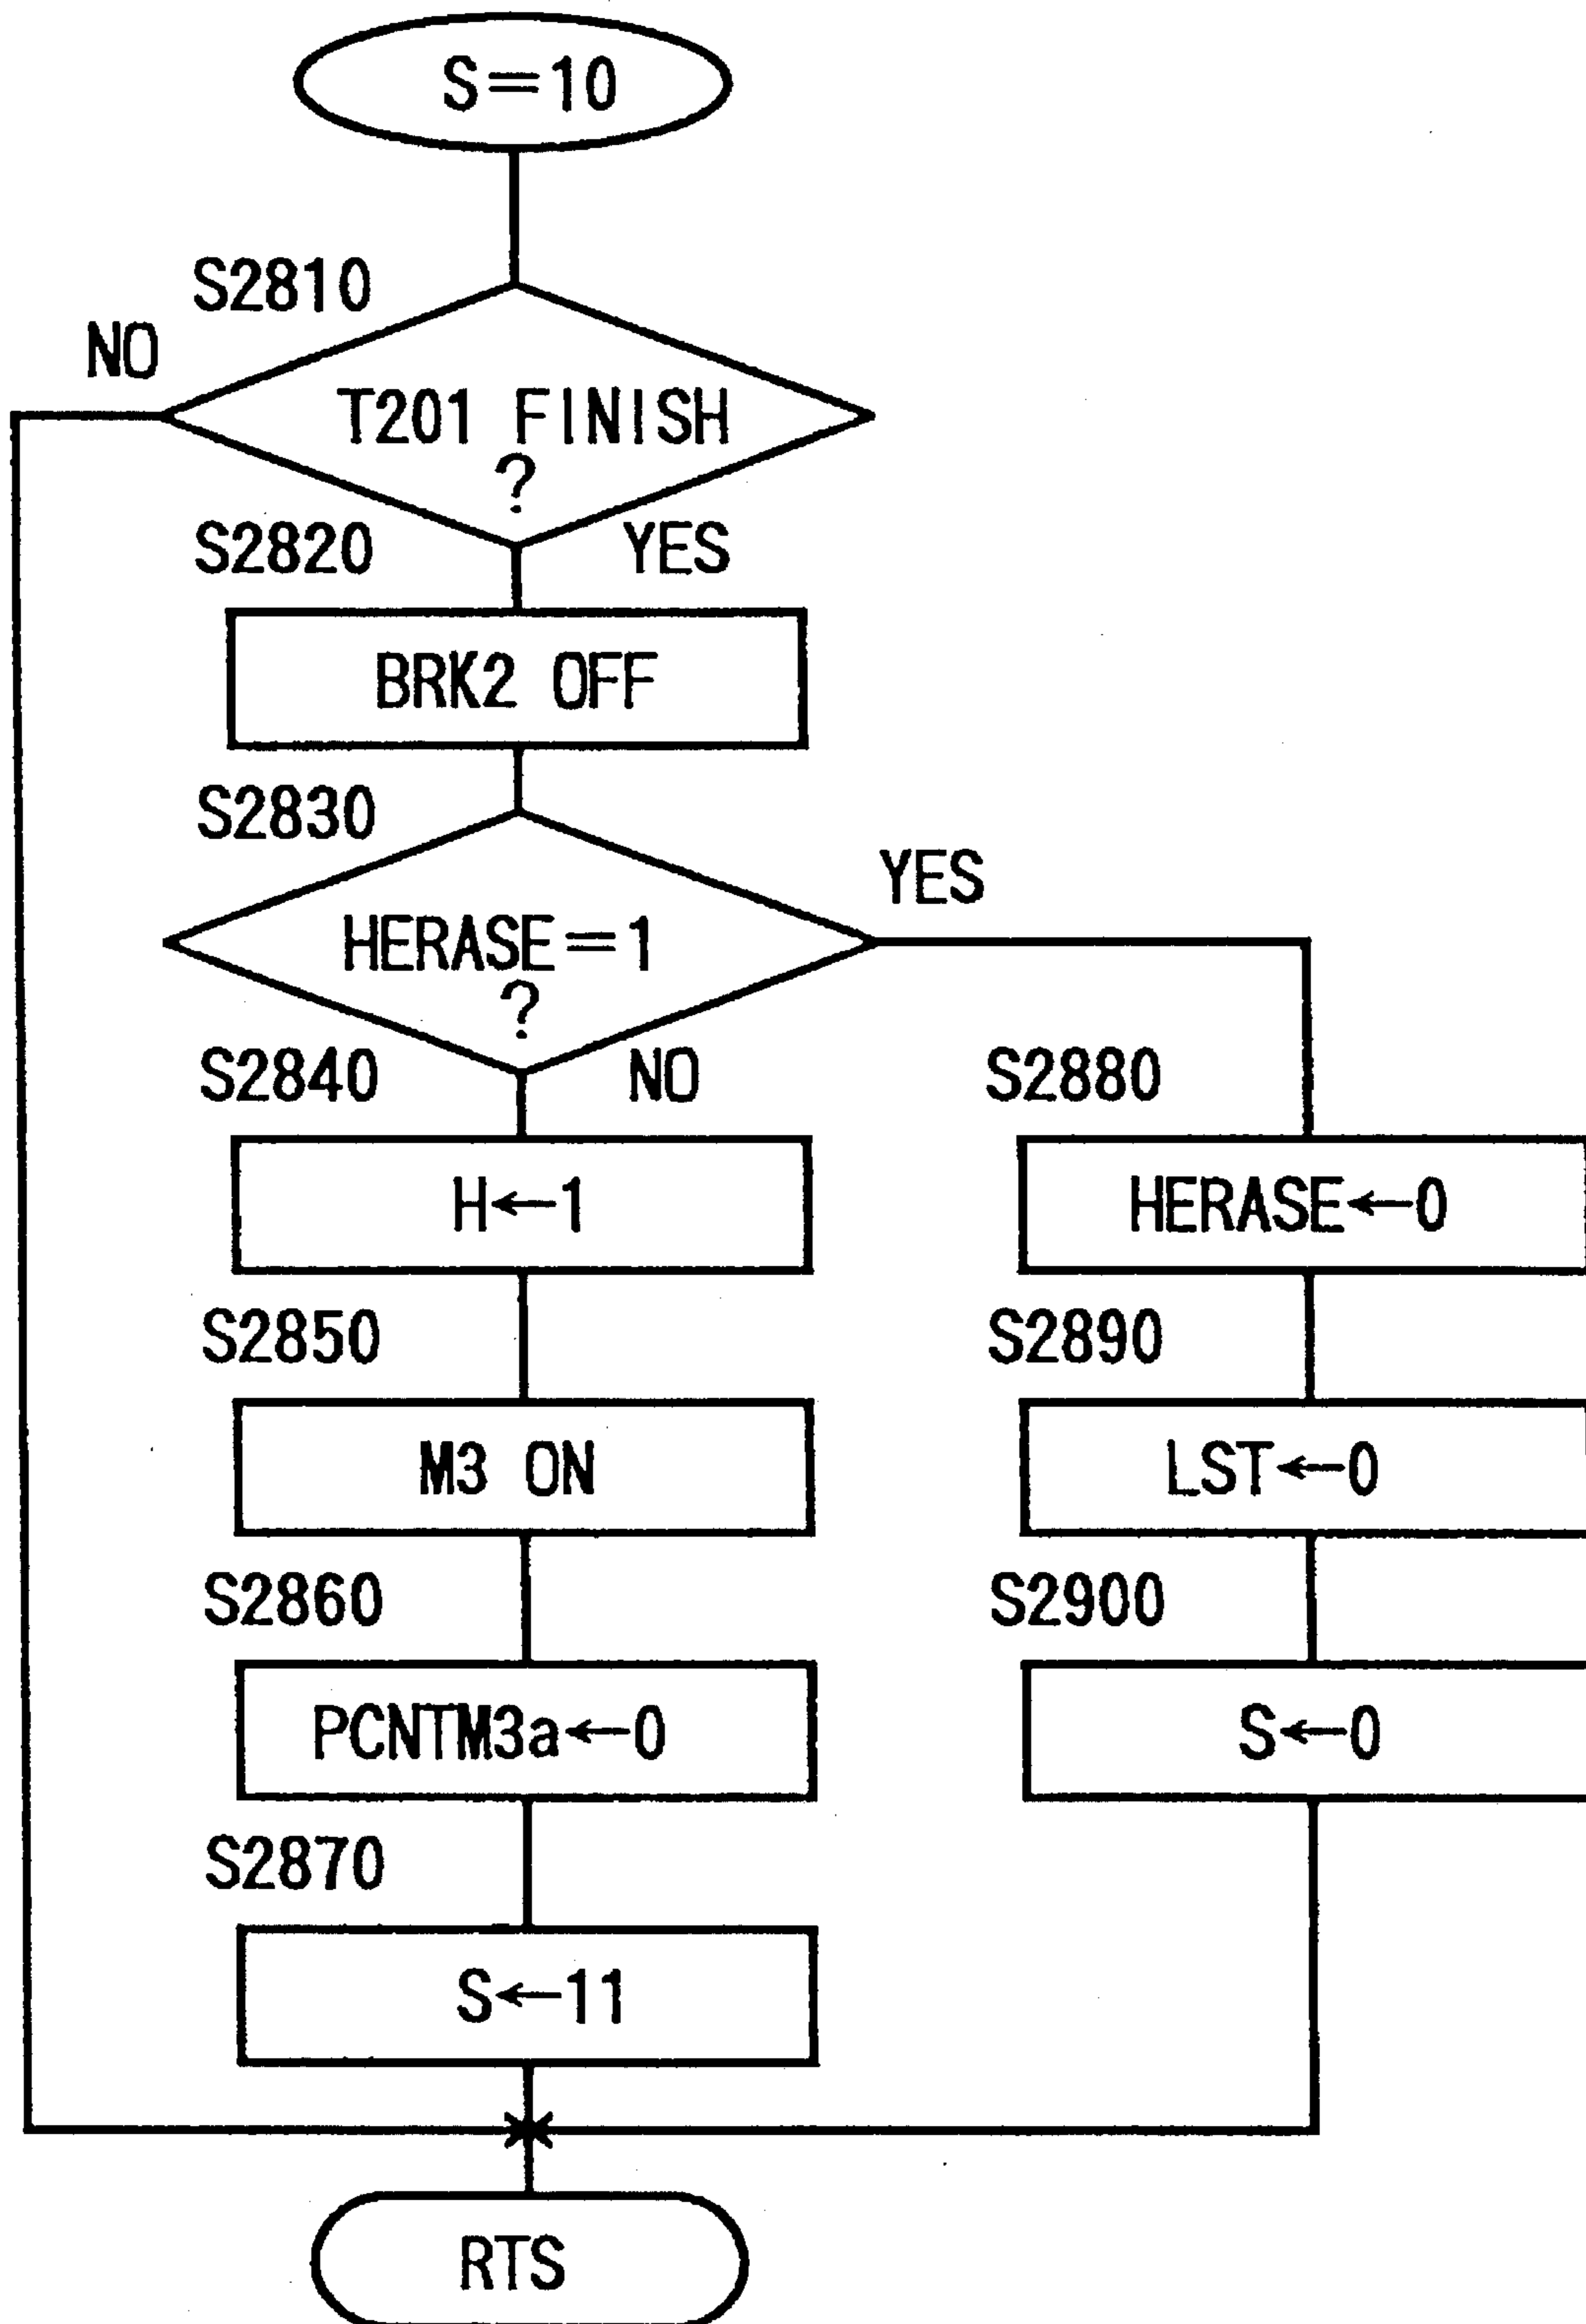 S=10
S2810
NO
T201 FINISH
?
S2820
YES
BRK2 OFF
S2830
YES
HERASE=1
?
S2840
NO
S2880
H←1
HERASE←0
S2850
S2890
M3 ON
LST←0
S2860
S2900
PCNTM3a←0
S←0
S2870
S←11
RTS